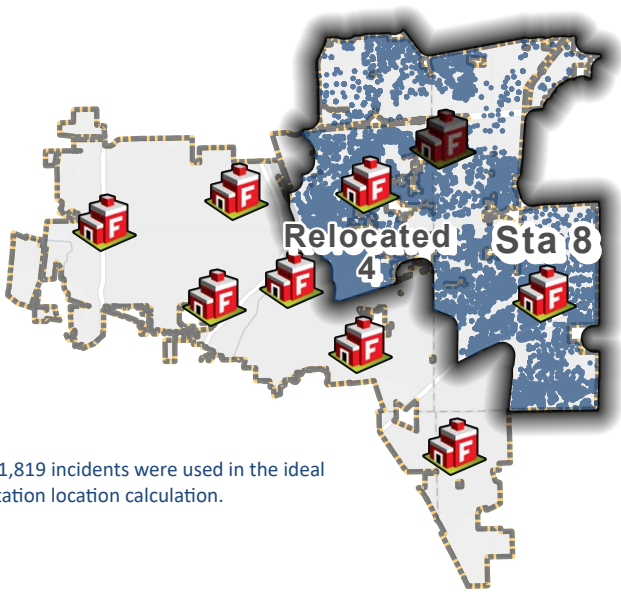 F
F
F
F
Relocated
4
Sta 8
F
F
F
F
F
1,819 incidents were used in the ideal
tation location calculation.